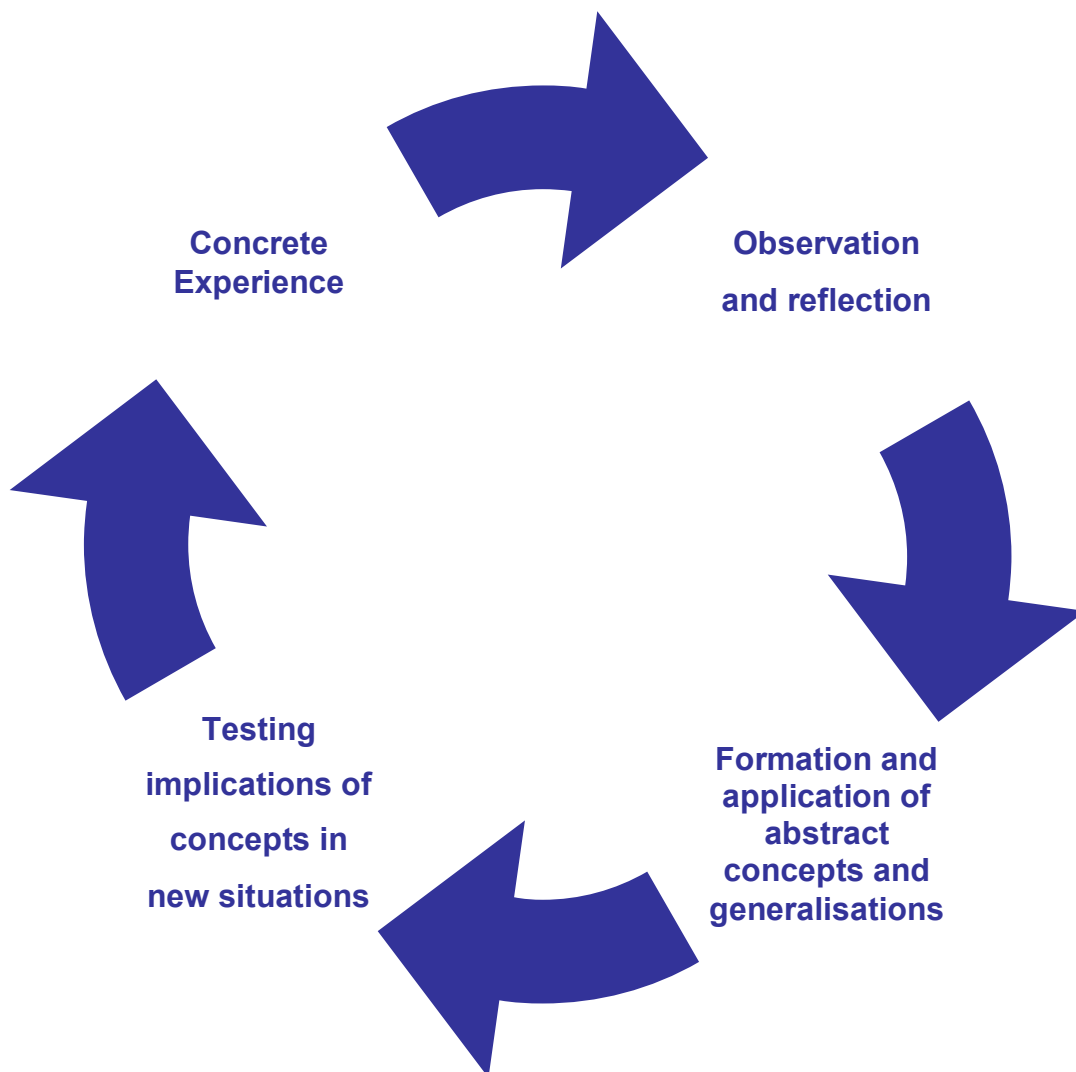 Concrete
Experience
Observation
and reflection
Formation and
application of
abstract
concepts and
generalisations
Testing
implications of
concepts in
new situations